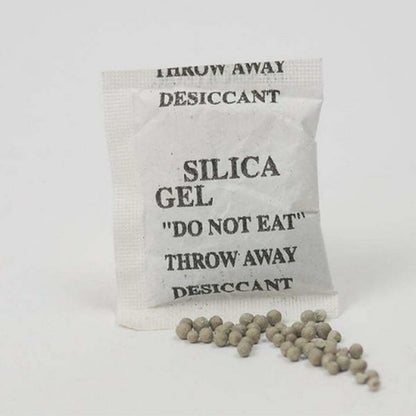 THROW AWAY
DESICCANT
SILICA
GEL
"DO NOT EAT"
THROW AWAY
DESICCANT